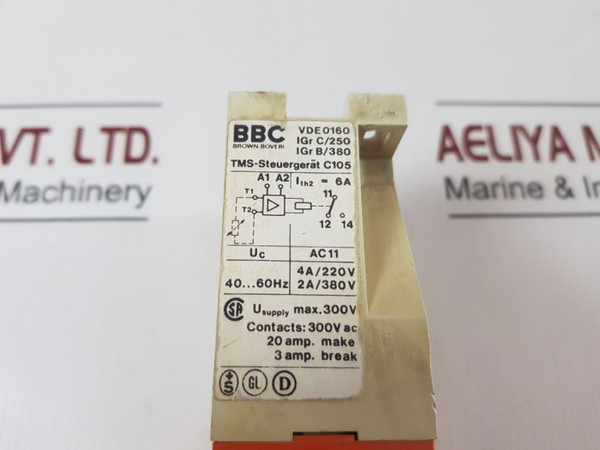 VT. LTD.
Machinery
AELIYA M
Marine & In
BBC
BROWN BOVERI
VDE0160
IGr C/250
IGr B/380
TMS-Steuergerät C105
A1 A2
Ith2 = 6A
T1
T2
11
12 14
Uc
AC11
40...60Hz
4A/220V
2A/380V
SA
Usupply max.300V
Contacts: 300V ac
20 amp. make
3 amp. break
+S GL D